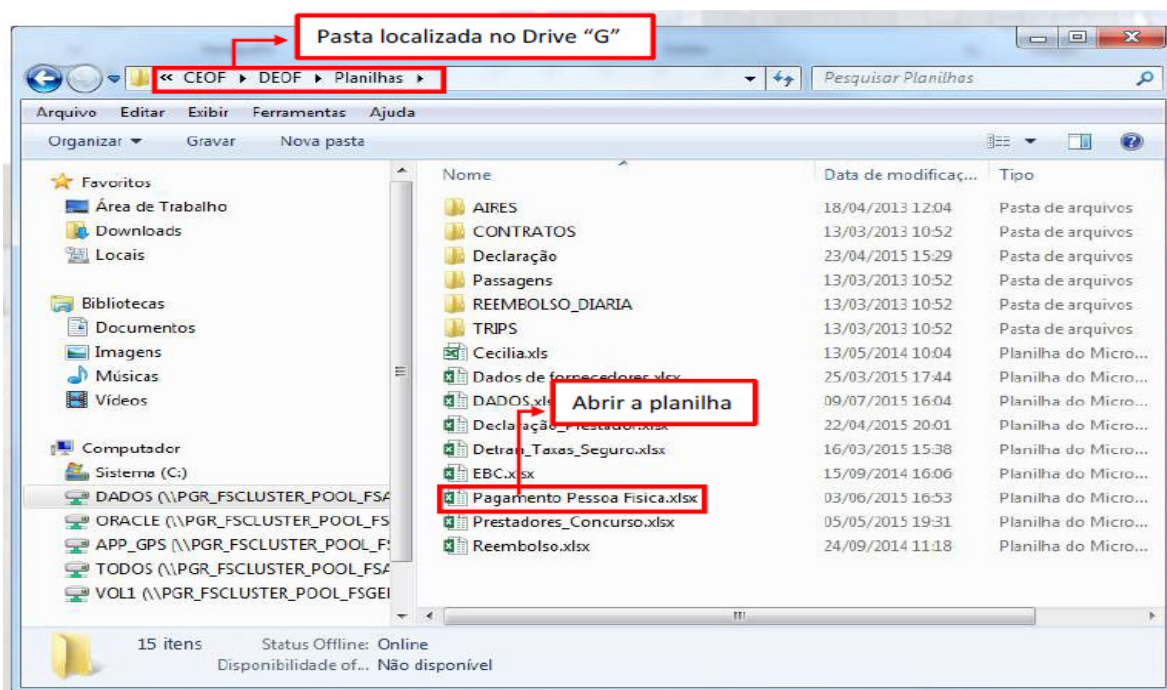 Pasta localizada no Drive “G”
« CEOF ▸ DEOF ▸ Planilhas ▸
Pesquisar Planilhas
Arquivo Editar Exibir Ferramentas Ajuda
Organizar Gravar Nova pasta
Favoritos
Área de Trabalho
Downloads
Locais
Bibliotecas
Documentos
Imagens
Músicas
Vídeos
Computador
Sistema (C:)
DADOS (\\PGR_FSCLUSTER_POOL_FSA
ORACLE (\\PGR_FSCLUSTER_POOL_FS
APP_GPS (\\PGR_FSCLUSTER_POOL_F
TODOS (\\PGR_FSCLUSTER_POOL_FSA
VOL1 (\\PGR_FSCLUSTER_POOL_FSGEI
Nome Data de modificaç... Tipo
AIRES 18/04/2013 12:04 Pasta de arquivos
CONTRATOS 13/03/2013 10:52 Pasta de arquivos
Declaração 23/04/2015 15:29 Pasta de arquivos
Passagens 13/03/2013 10:52 Pasta de arquivos
REEMBOLSO_DIARIA 13/03/2013 10:52 Pasta de arquivos
TRIPS 13/03/2013 10:52 Pasta de arquivos
Cecilia.xls 13/05/2014 10:04 Planilha do Micro...
Dados de fornecedores.xlsx 25/03/2015 17:44 Planilha do Micro...
DADOS.xls 09/07/2015 16:04 Planilha do Micro...
Abrir a planilha
Declaração_Prestador.xlsx 22/04/2015 20:01 Planilha do Micro...
Detran_Taxas_Seguro.xlsx 16/03/2015 15:38 Planilha do Micro...
EBC.xlsx 15/09/2014 16:06 Planilha do Micro...
Pagamento Pessoa Fisica.xlsx 03/06/2015 16:53 Planilha do Micro...
Prestadores_Concurso.xlsx 05/05/2015 19:31 Planilha do Micro...
Reembolso.xlsx 24/09/2014 11:18 Planilha do Micro...
15 itens Status Offline: Online
Disponibilidade of... Não disponível